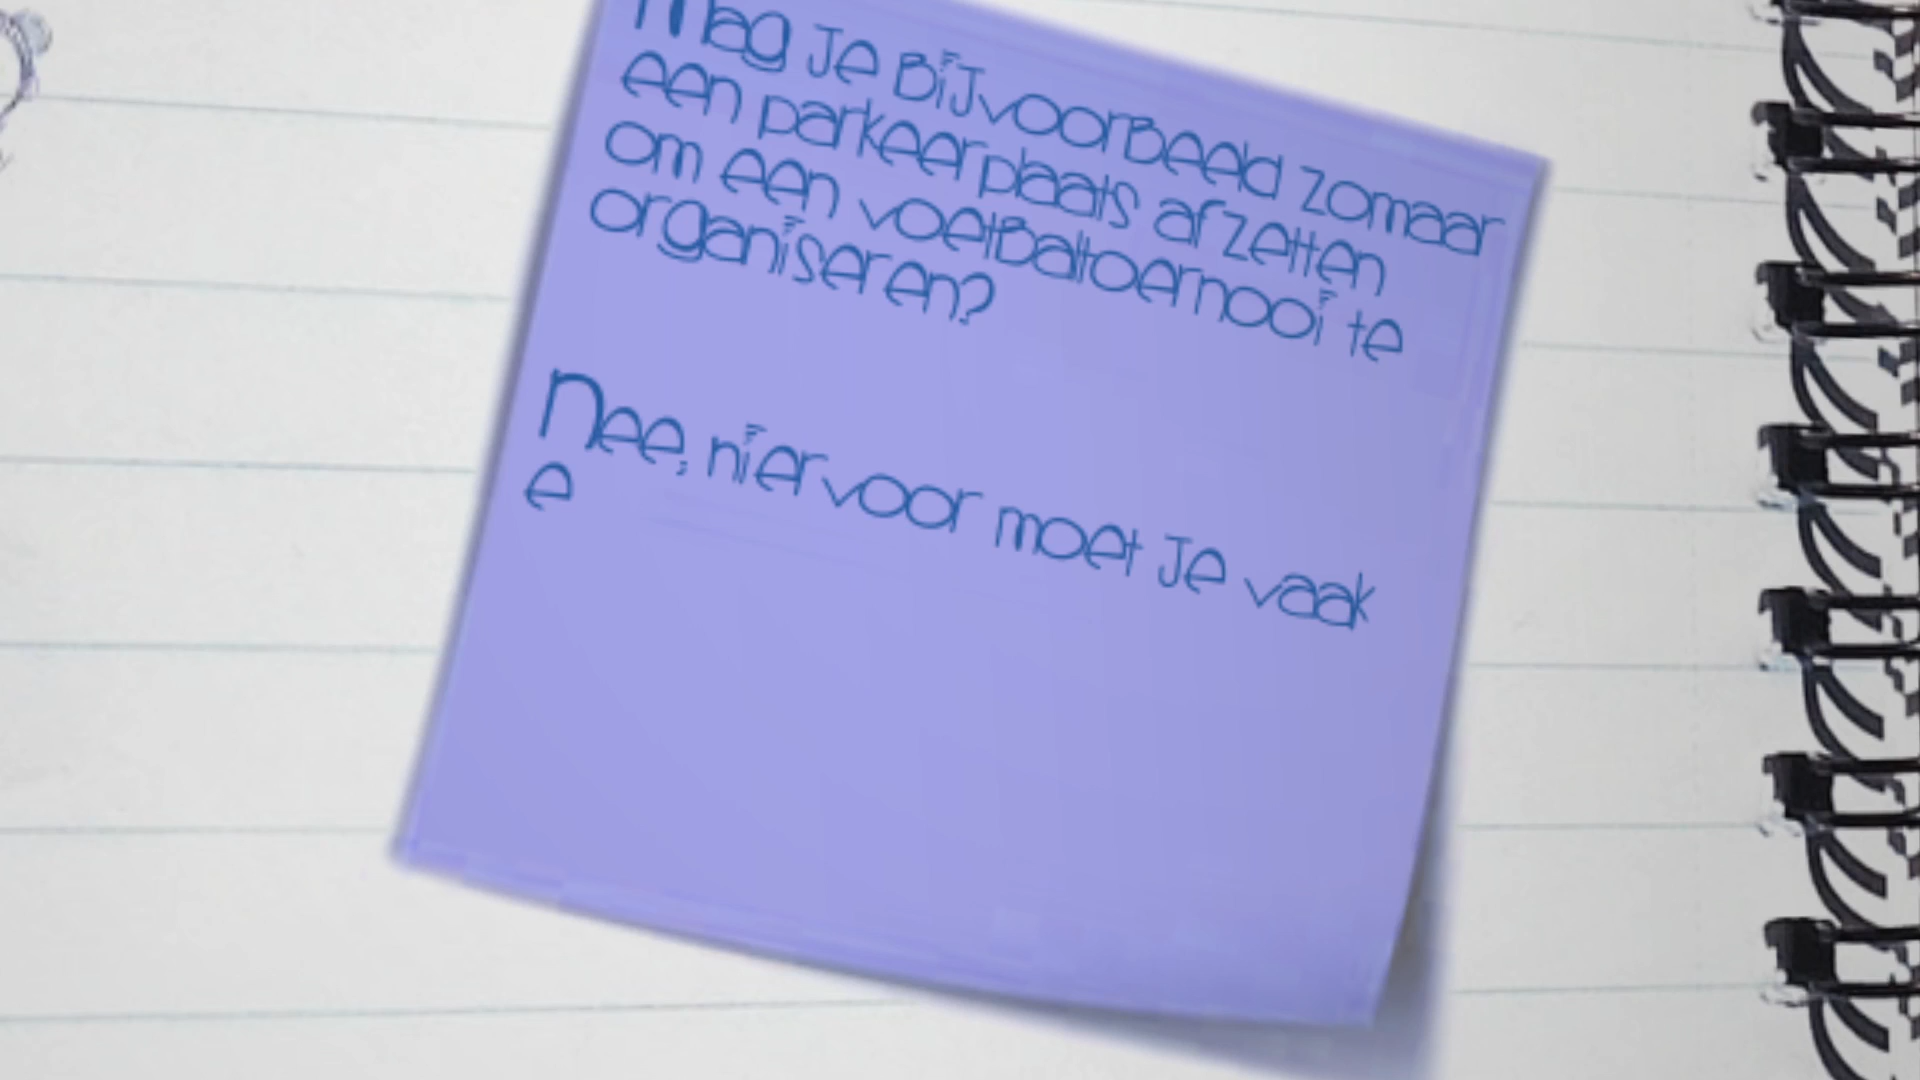 Mag je bijvoorbeeld zomaar
een parkeerplaats afzetten
om een voetbaltoernooi te
organiseren?
Nee, hiervoor moet je vaak
e